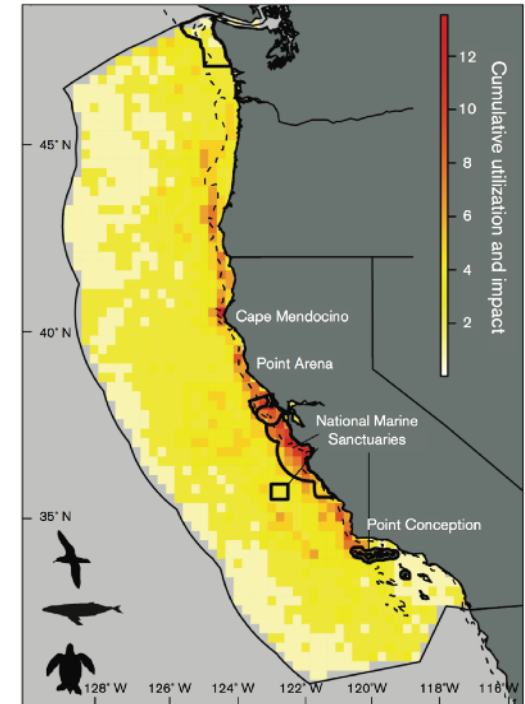 12
10
8
6
4
2
Cumulative utilization and impact
45° N
40° N
35° N
Cape Mendocino
Point Arena
National Marine
Sanctuaries
Point Conception
128° W
126° W
124° W
122° W
120° W
118° W
116° W